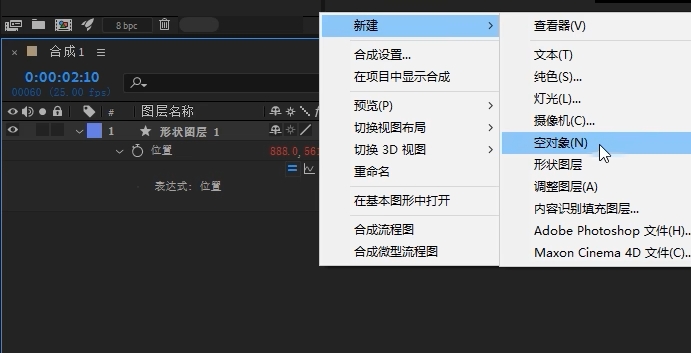 8 bpc
× 合成 1 ≡
0:00:02:10
00060 (25.00 fps)
# 图层名称
1 ★ 形状图层 1
位置 888.0, 561
表达式: 位置
新建
合成设置...
在项目中显示合成
预览(P)
切换视图布局
切换 3D 视图
重命名
在基本图形中打开
合成流程图
合成微型流程图
查看器(V)
文本(T)
纯色(S)...
灯光(L)...
摄像机(C)...
空对象(N)
形状图层
调整图层(A)
内容识别填充图层...
Adobe Photoshop 文件(H)..
Maxon Cinema 4D 文件(C)..